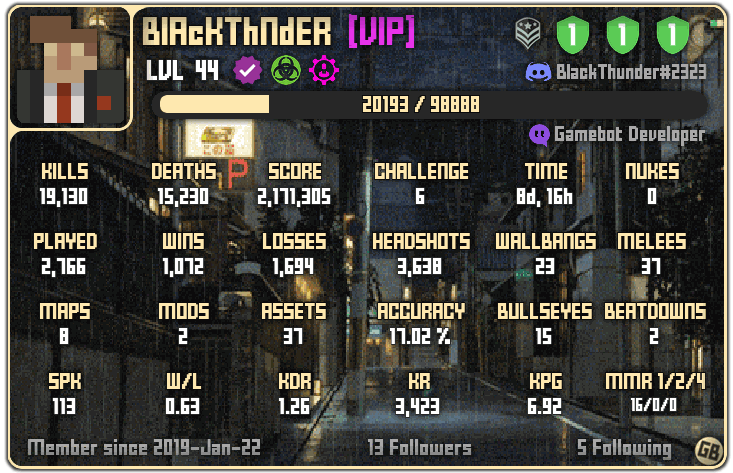 BlAcKThNdER [VIP]
1 1 1
LVL 44
BlackThunder#2323
20193 / 98888
Gamebot Developer
P
KILLS DEATHS SCORE CHALLENGE TIME NUKES
19,130 15,230 2,171,305 6 8d, 16h 0
PLAYED WINS LOSSES HEADSHOTS WALLBANGS MELEES
2,766 1,072 1,694 3,638 23 37
MAPS MODS ASSETS ACCURACY BULLSEYES BEATDOWNS
8 2 37 17.02 % 15 2
SPK W/L KDR KR KPG MMR 1/2/4
113 0.63 1.26 3,423 6.92 16/0/0
Member since 2019-Jan-22 13 Followers 5 Following GB